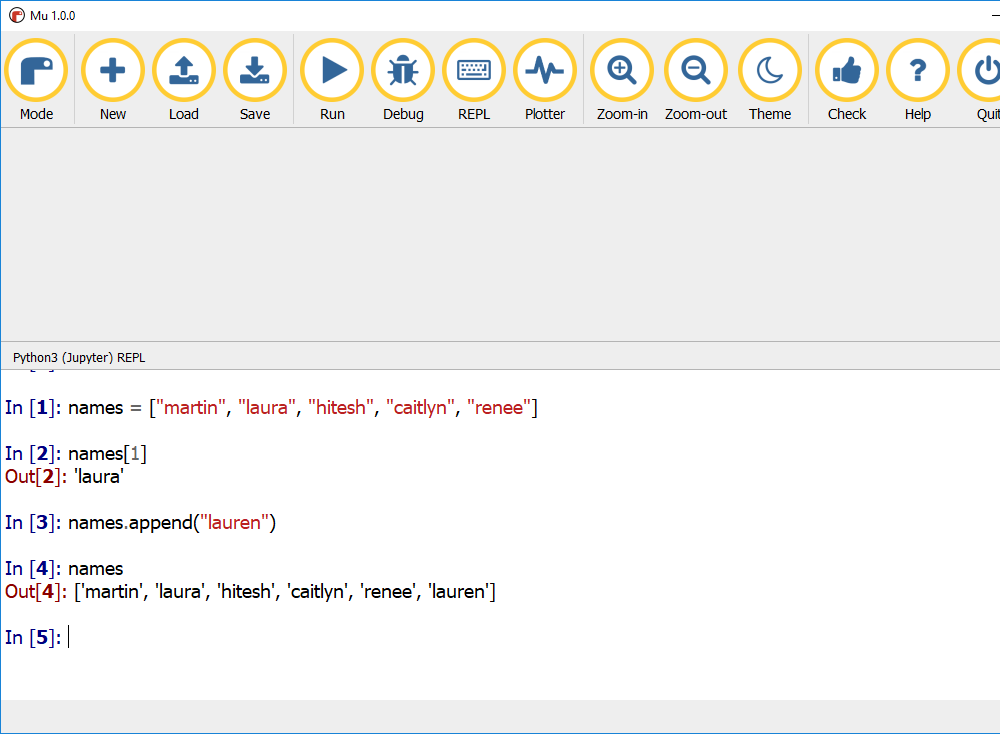 Mu 1.0.0
Mode New Load Save Run Debug REPL Plotter Zoom-in Zoom-out Theme Check Help Quit
Python3 (Jupyter) REPL
In [1]: names = ["martin", "laura", "hitesh", "caitlyn", "renee"]
In [2]: names[1]
Out[2]: 'laura'
In [3]: names.append("lauren")
In [4]: names
Out[4]: ['martin', 'laura', 'hitesh', 'caitlyn', 'renee', 'lauren']
In [5]: